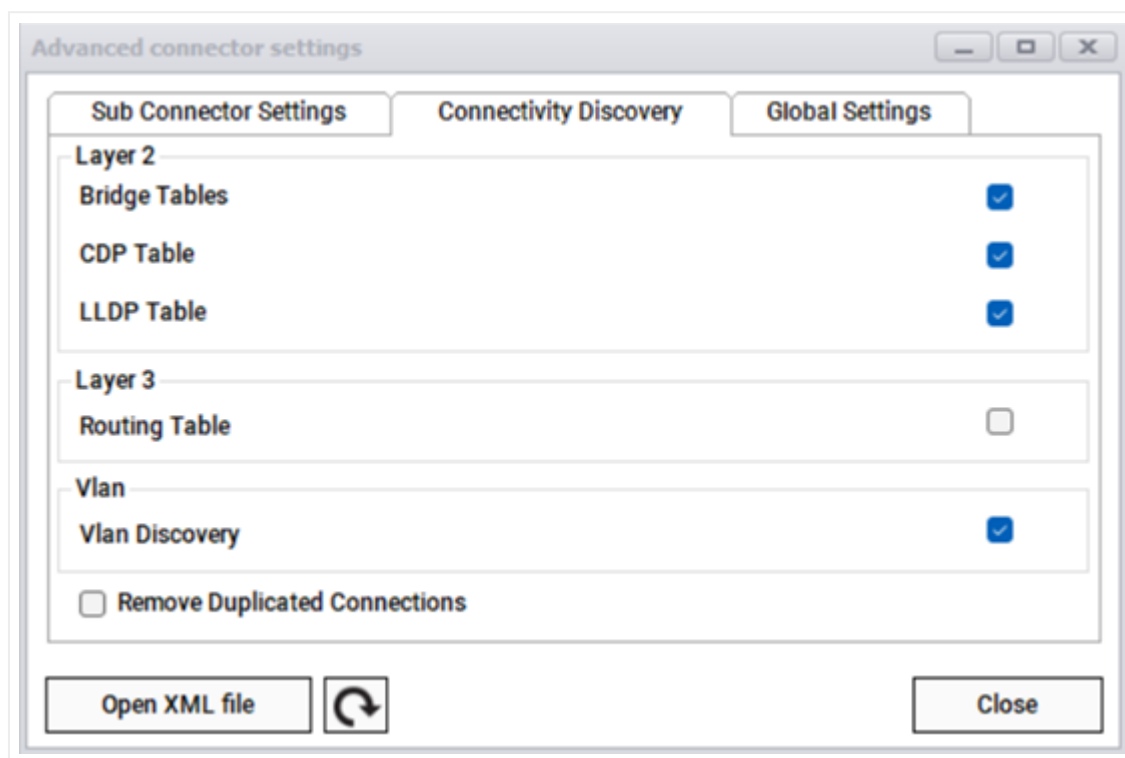 Advanced connector settings
Sub Connector Settings Connectivity Discovery Global Settings
Layer 2
Bridge Tables
CDP Table
LLDP Table
Layer 3
Routing Table
Vlan
Vlan Discovery
Remove Duplicated Connections
Open XML file Close